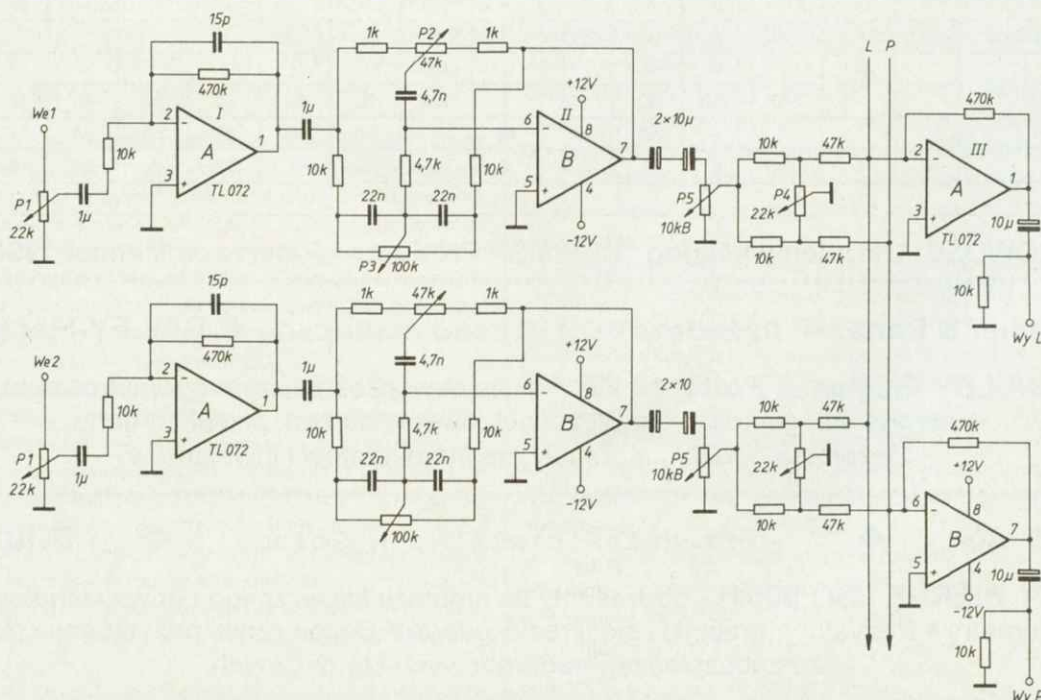 15p
470k
We1
10k
2
I
1
A
3
TL072
P1
22k
1µ
1µ
1k
P2
47k
1k
4,7n
10k
4,7k
10k
22n
22n
P3
100k
+12V
6
II
8
B
7
5
4
-12V
2×10µ
P5
10kB
10k
47k
P4
22k
10k
47k
L
P
470k
2
III
A
1
3
TL072
10µ
10k
Wy L
15p
470k
We2
10k
2
A
1
3
TL072
P1
22k
1µ
1µ
1k
47k
1k
4,7n
10k
4,7k
10k
22n
22n
100k
+12V
6
8
B
7
5
4
-12V
2×10
P5
10kB
10k
47k
22k
10k
47k
470k
+12V
6
8
B
7
5
4
-12V
10µ
10k